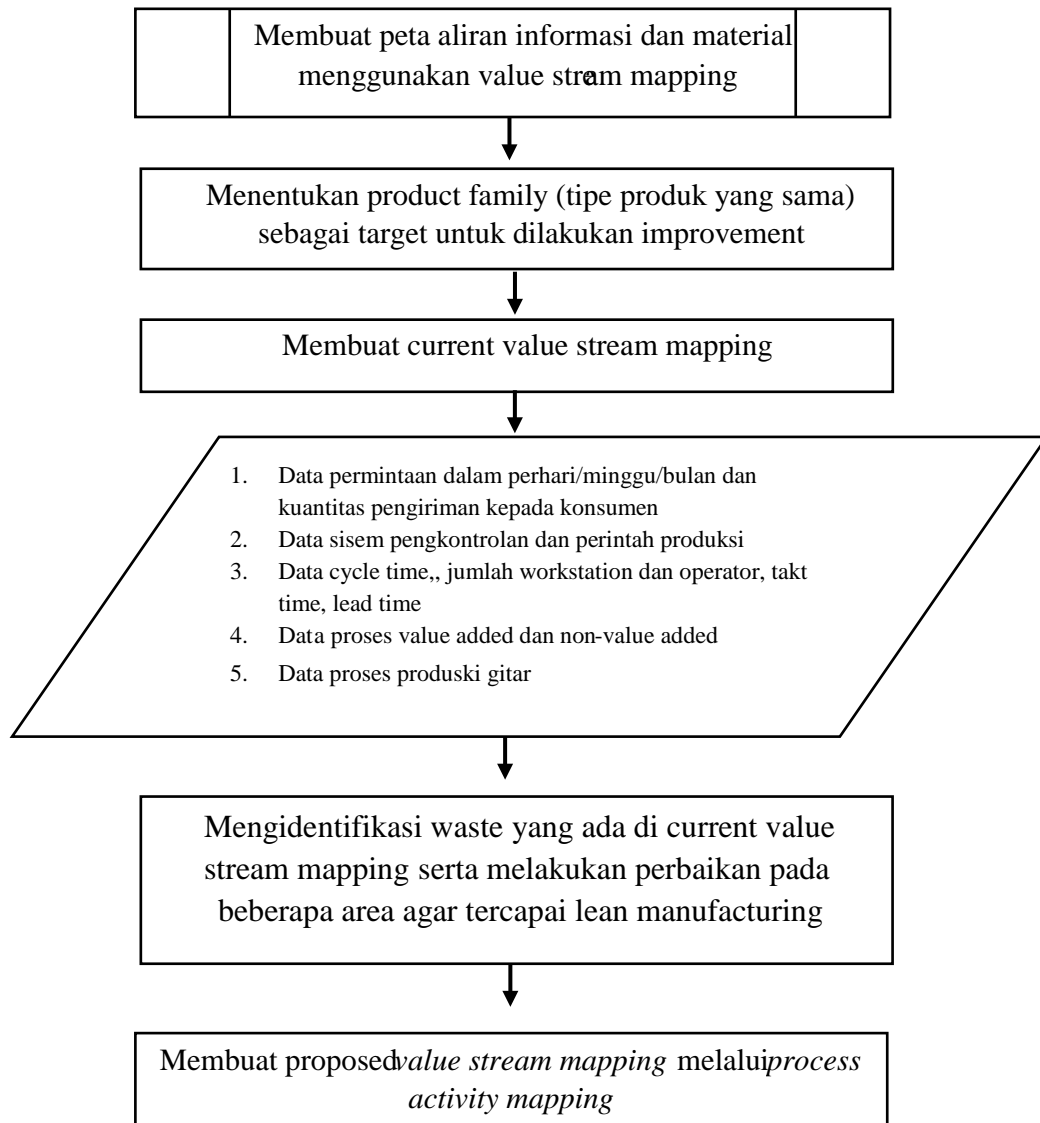 Membuat peta aliran informasi dan material
menggunakan value stream mapping
Menentukan product family (tipe produk yang sama)
sebagai target untuk dilakukan improvement
Membuat current value stream mapping
1. Data permintaan dalam perhari/minggu/bulan dan
kuantitas pengiriman kepada konsumen
2. Data sisem pengkontrolan dan perintah produksi
3. Data cycle time,, jumlah workstation dan operator, takt
time, lead time
4. Data proses value added dan non-value added
5. Data proses produski gitar
Mengidentifikasi waste yang ada di current value
stream mapping serta melakukan perbaikan pada
beberapa area agar tercapai lean manufacturing
Membuat proposed value stream mapping melalui process
activity mapping